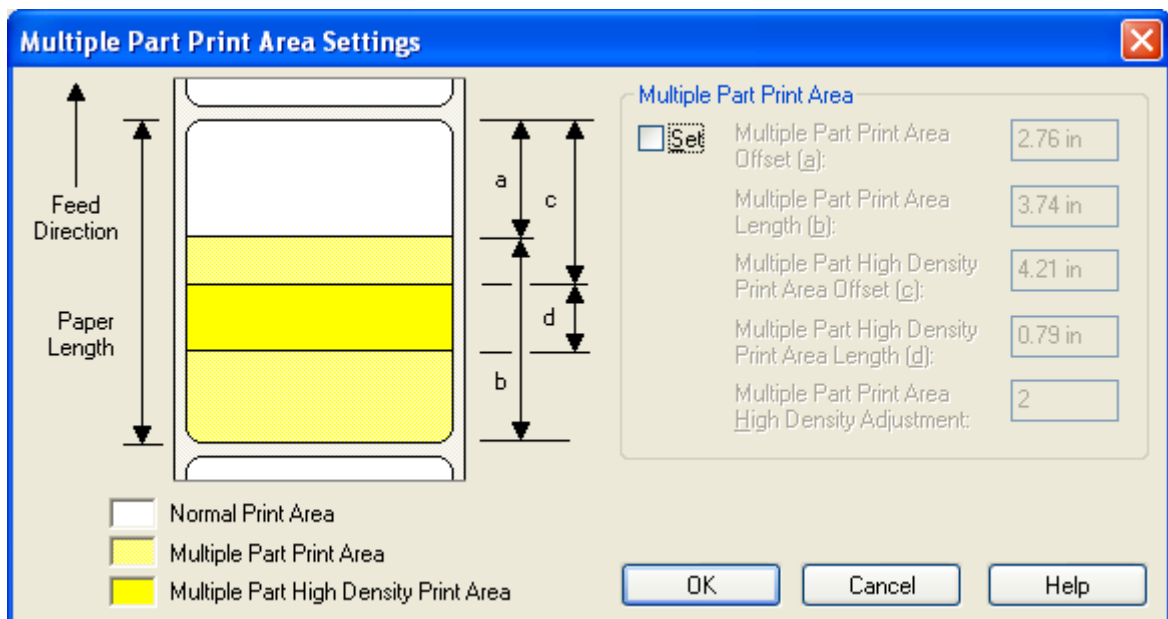 Multiple Part Print Area Settings
Feed
Direction
Paper
Length
a
c
d
b
Normal Print Area
Multiple Part Print Area
Multiple Part High Density Print Area
Multiple Part Print Area
Set
Multiple Part Print Area
Offset (a):
2.76 in
Multiple Part Print Area
Length (b):
3.74 in
Multiple Part High Density
Print Area Offset (c):
4.21 in
Multiple Part High Density
Print Area Length (d):
0.79 in
Multiple Part Print Area
High Density Adjustment:
2
OK
Cancel
Help